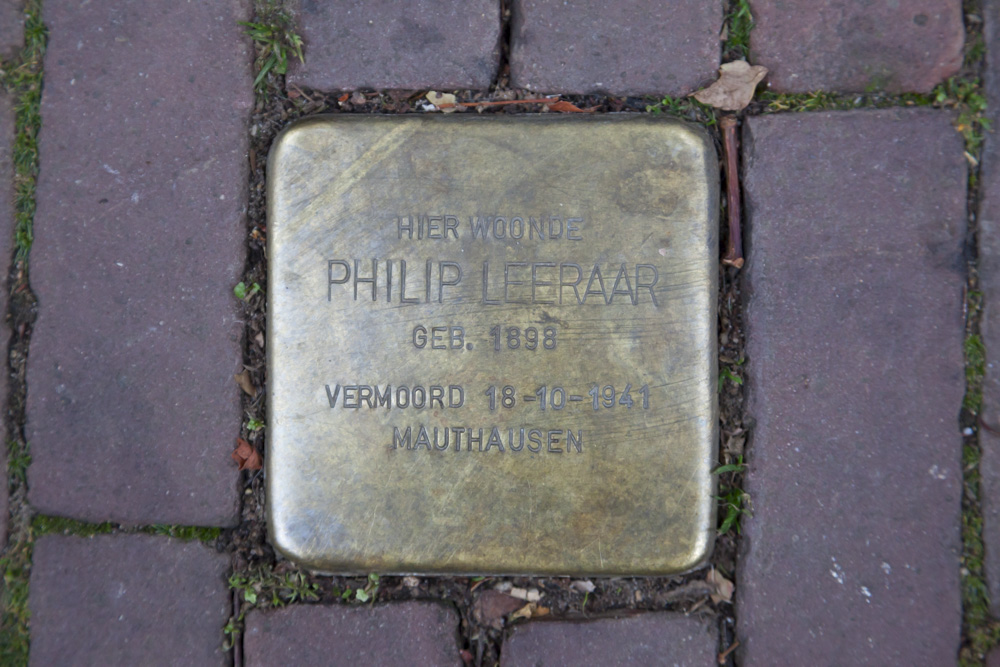 HIER WOONDE
PHILIP LEERAAR
GEB. 1898
VERMOORD 18-10-1941
MAUTHAUSEN